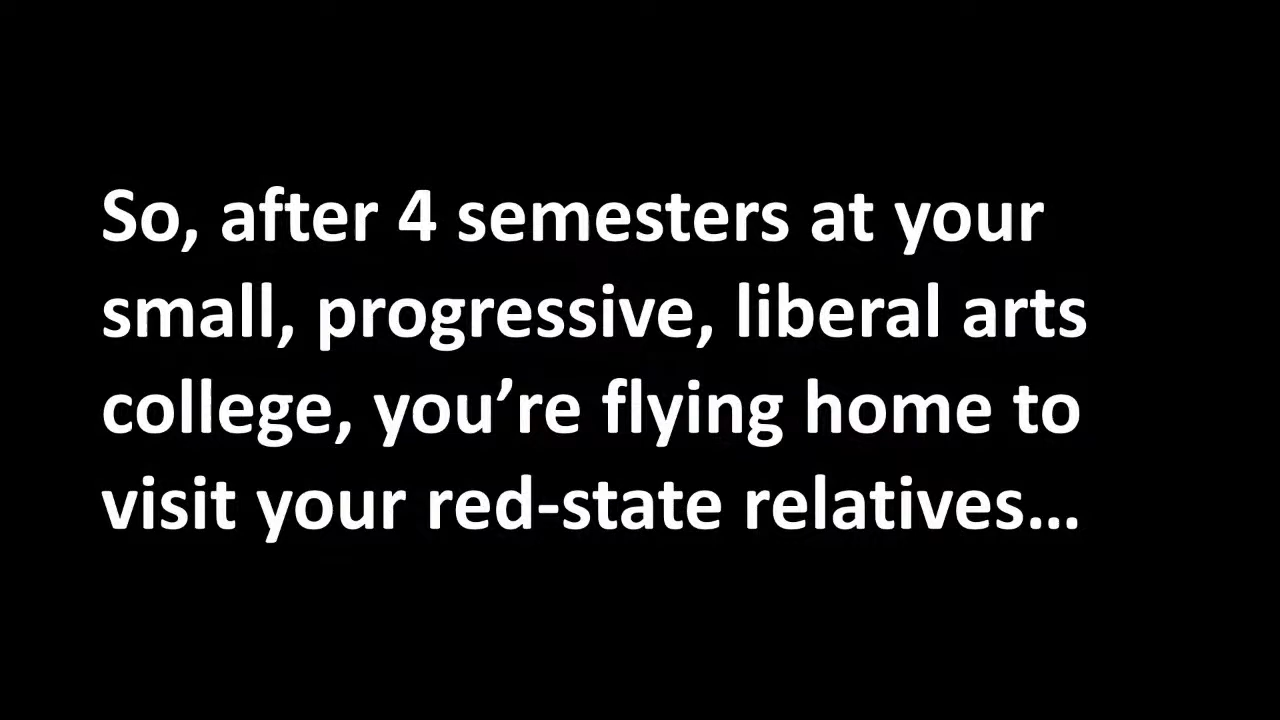 So, after 4 semesters at your
small, progressive, liberal arts
college, you’re flying home to
visit your red-state relatives…